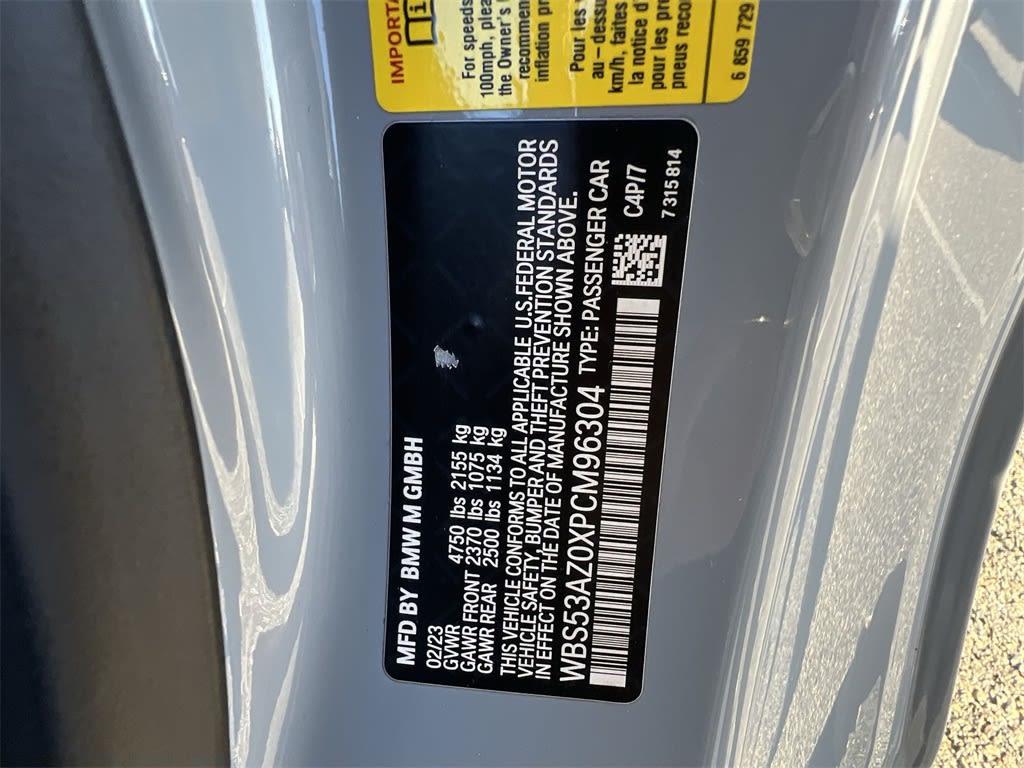 IMPORTA
i
For speeds
100mph, plea
the Owner's
recommen
inflation pr
Pour les
au-dessu
km/h, faites
la notice d'
pour les pre
pneus reco
6 859 729
MFD BY BMW M GMBH
02/23
GVWR 4750 lbs 2155 kg
GAWR FRONT 2370 lbs 1075 kg
GAWR REAR 2500 lbs 1134 kg
THIS VEHICLE CONFORMS TO ALL APPLICABLE U.S.FEDERAL MOTOR
VEHICLE SAFETY, BUMPER AND THEFT PREVENTION STANDARDS
IN EFFECT ON THE DATE OF MANUFACTURE SHOWN ABOVE.
WBS53AZ0XPCM96304 TYPE: PASSENGER CAR
C4P/7
7 315 814